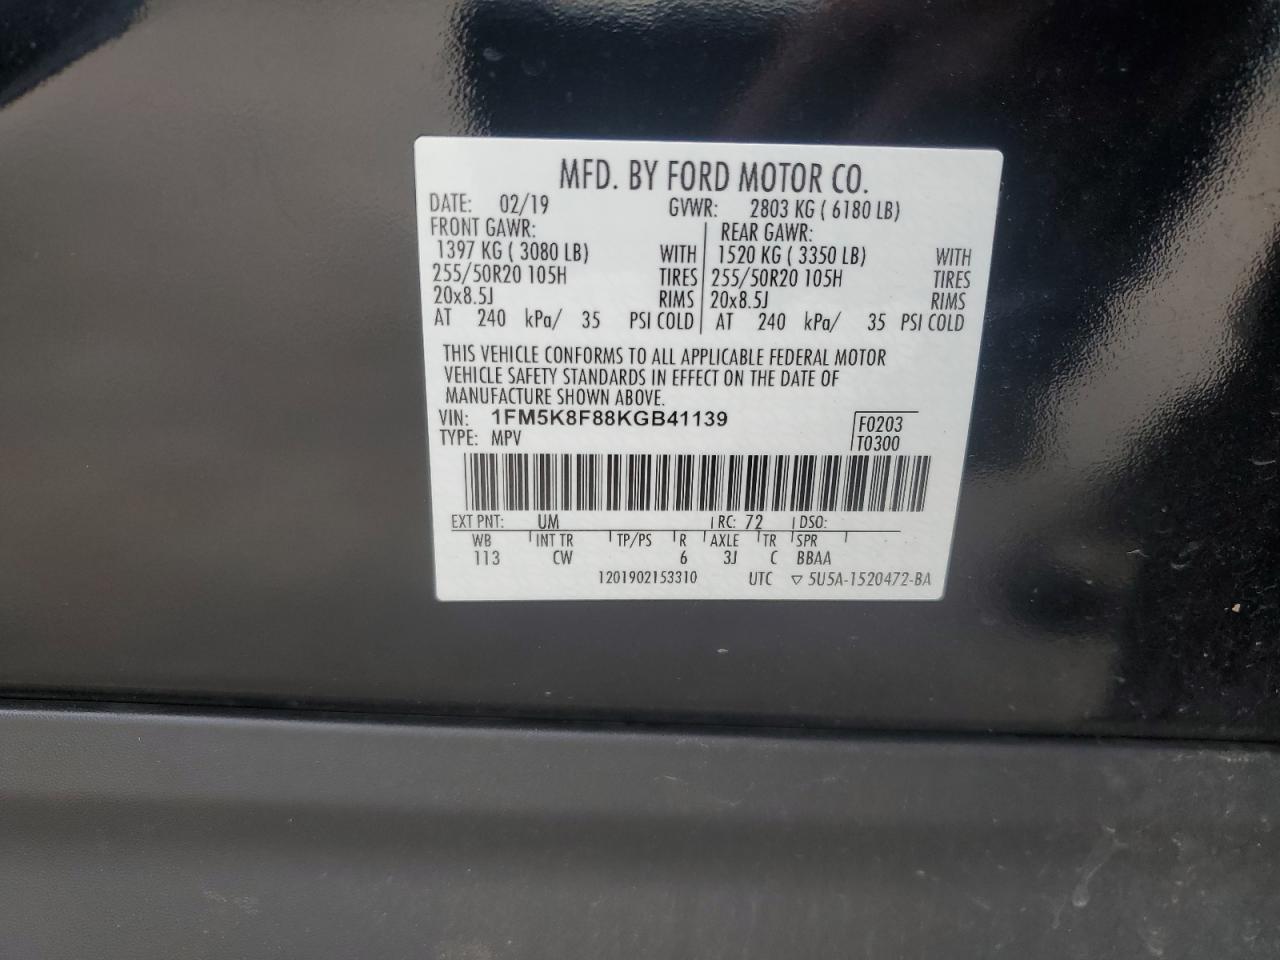 MFD. BY FORD MOTOR CO.
DATE: 02/19 GVWR: 2803 KG ( 6180 LB)
FRONT GAWR: REAR GAWR:
1397 KG ( 3080 LB) WITH 1520 KG ( 3350 LB) WITH
255/50R20 105H TIRES 255/50R20 105H TIRES
20x8.5J RIMS 20x8.5J RIMS
AT 240 kPa/ 35 PSI COLD AT 240 kPa/ 35 PSI COLD
THIS VEHICLE CONFORMS TO ALL APPLICABLE FEDERAL MOTOR
VEHICLE SAFETY STANDARDS IN EFFECT ON THE DATE OF
MANUFACTURE SHOWN ABOVE.
VIN: 1FM5K8F88KGB41139 F0203
TYPE: MPV T0300
EXT PNT: UM RC: 72 DSO:
WB INT TR TP/PS R AXLE TR SPR
113 CW 6 3J C BBAA
1201902153310 UTC ▽ 5U5A-1520472-BA